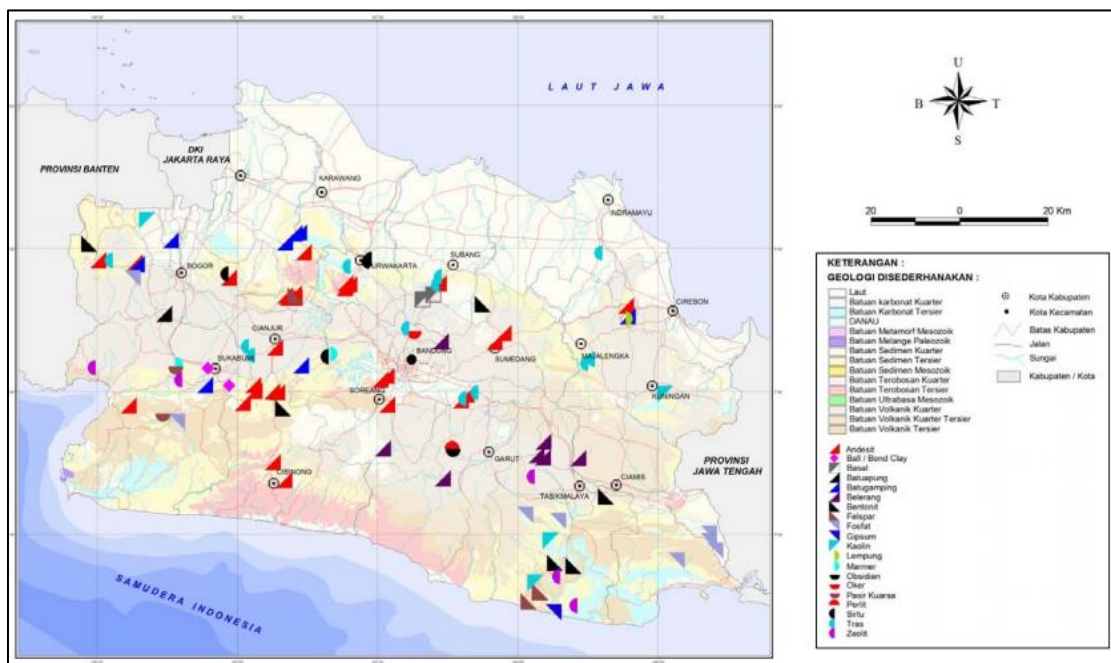 LAUT JAWA
DKI
JAKARTA RAYA
PROVINSI BANTEN
KARAWANG
INDRAMAYU
BOGOR
PURWAKARTA
SUBANG
CIREBON
CIANJUR
SUKABUMI
BANDUNG
SUMEDANG
MAJALENGKA
SOREANG
KUNINGAN
GARUT
CIBINONG
TASIKMALAYA
CIAMIS
PROVINSI
JAWA TENGAH
SAMUDERA INDONESIA
U
B
T
S
20
0
20 Km
KETERANGAN :
GEOLOGI DISEDERHANAKAN :
Laut
Batuan karbonat Kuarter
Batuan Karbonat Tersier
DANAU
Batuan Metamorf Mesozoik
Batuan Melange Paleozoik
Batuan Sedimen Kuarter
Batuan Sedimen Tersier
Batuan Sedimen Mesozoik
Batuan Terobosan Kuarter
Batuan Terobosan Tersier
Batuan Ultrabasa Mesozoik
Batuan Volkanik Kuarter
Batuan Volkanik Kuarter Tersier
Batuan Volkanik Tersier
Kota Kabupaten
Kota Kecamatan
Batas Kabupaten
Jalan
Sungai
Kabupaten / Kota
Andesit
Ball / Bond Clay
Basal
Batuapung
Batugamping
Belerang
Bentonit
Felspar
Fosfat
Gipsum
Kaolin
Lempung
Marmer
Obsidian
Oker
Pasir Kuarsa
Perlit
Sirtu
Tras
Zeolit